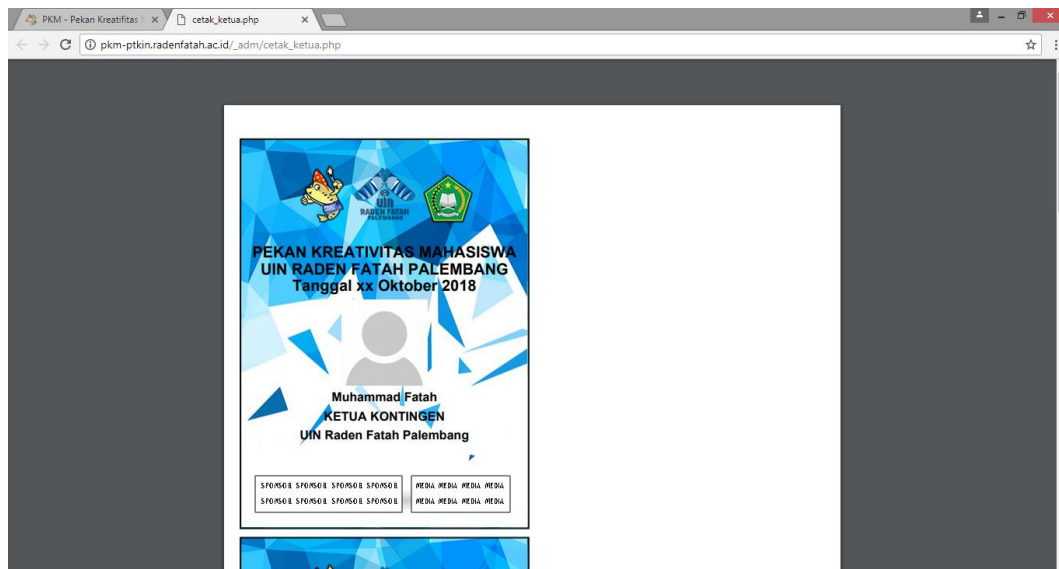 PKM - Pekan Kreatifitas
cetak_ketua.php
pkm-ptkin.radenfatah.ac.id/_adm/cetak_ketua.php
uin
RADEN FATAH
PALEMBANG
PEKAN KREATIVITAS MAHASISWA
UIN RADEN FATAH PALEMBANG
Tanggal xx Oktober 2018
Muhammad Fatah
KETUA KONTINGEN
UIN Raden Fatah Palembang
SPONSOR SPONSOR SPONSOR SPONSOR
SPONSOR SPONSOR SPONSOR SPONSOR
MEDIA MEDIA MEDIA MEDIA
MEDIA MEDIA MEDIA MEDIA